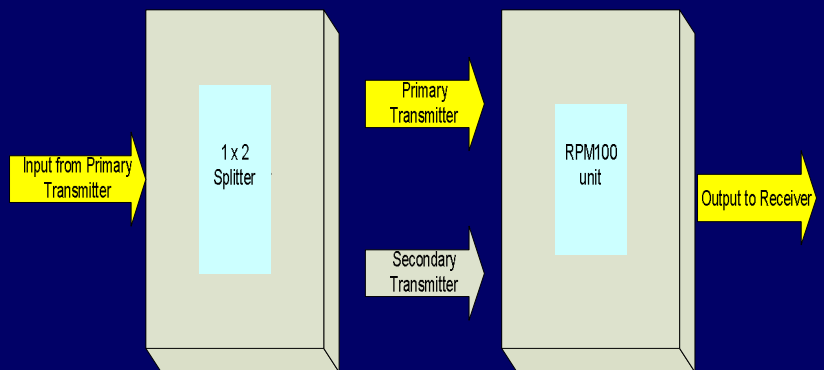 Input from Primary
Transmitter
1 x 2
Splitter
Primary
Transmitter
Secondary
Transmitter
RPM100
unit
Output to Receiver